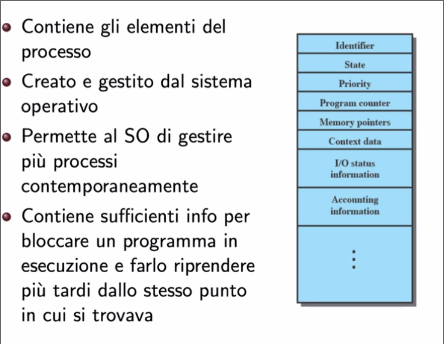 Contiene gli elementi del
processo
Creato e gestito dal sistema
operativo
Permette al SO di gestire
più processi
contemporaneamente
Contiene sufficienti info per
bloccare un programma in
esecuzione e farlo riprendere
più tardi dallo stesso punto
in cui si trovava
Identifier
State
Priority
Program counter
Memory pointers
Context data
I/O status
information
Accounting
information